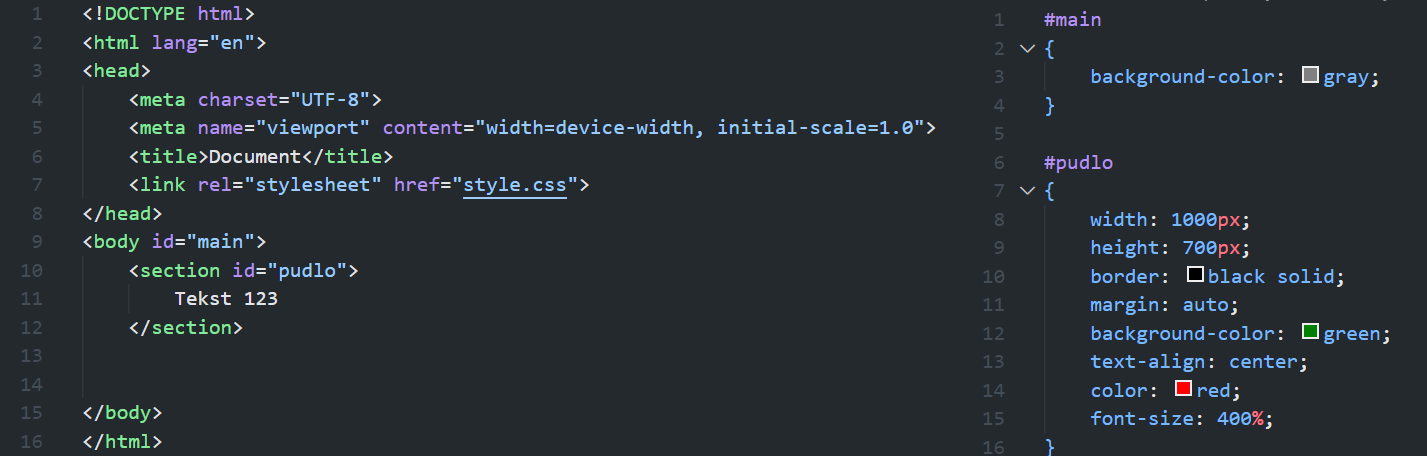 1 <!DOCTYPE html>
2 <html lang="en">
3 <head>
4 <meta charset="UTF-8">
5 <meta name="viewport" content="width=device-width, initial-scale=1.0">
6 <title>Document</title>
7 <link rel="stylesheet" href="style.css">
8 </head>
9 <body id="main">
10 <section id="pudlo">
11 Tekst 123
12 </section>
13
14
15 </body>
16 </html>
1 #main
2 {
3 background-color: gray;
4 }
5
6 #pudlo
7 {
8 width: 1000px;
9 height: 700px;
10 border: black solid;
11 margin: auto;
12 background-color: green;
13 text-align: center;
14 color: red;
15 font-size: 400%;
16 }